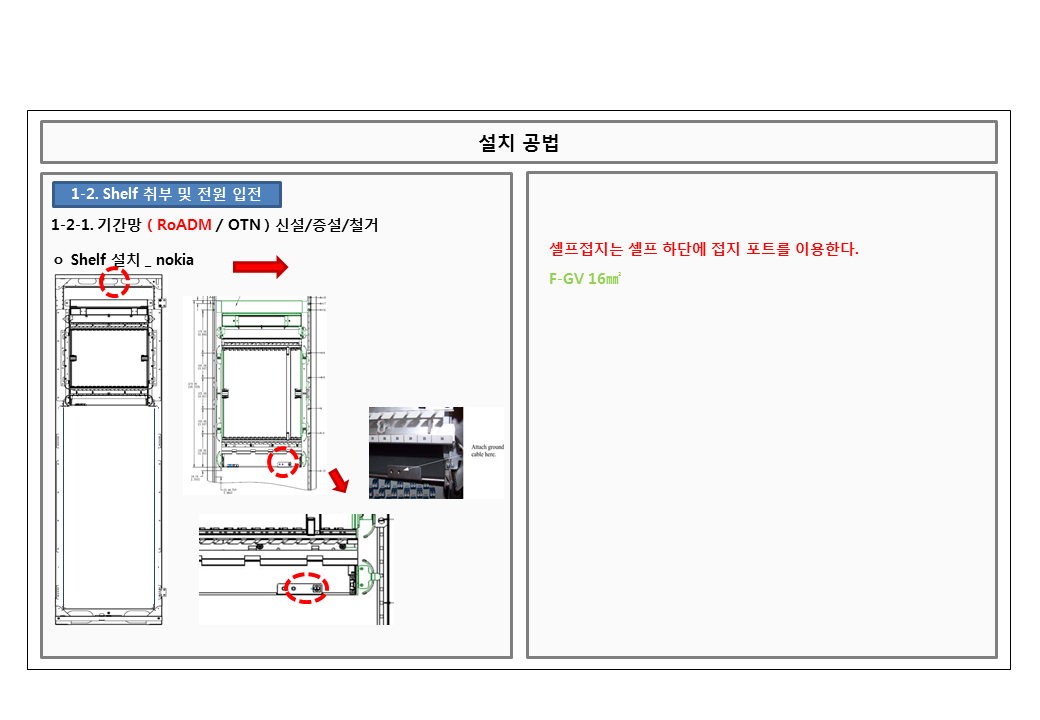 설치 공법
1-2. Shelf 취부 및 전원 입전
1-2-1. 기간망 ( RoADM / OTN ) 신설/증설/철거
ㅇ Shelf 설치 _ nokia
Attach ground
cable here.
셀프접지는 셀프 하단에 접지 포트를 이용한다.
F-GV 16㎟